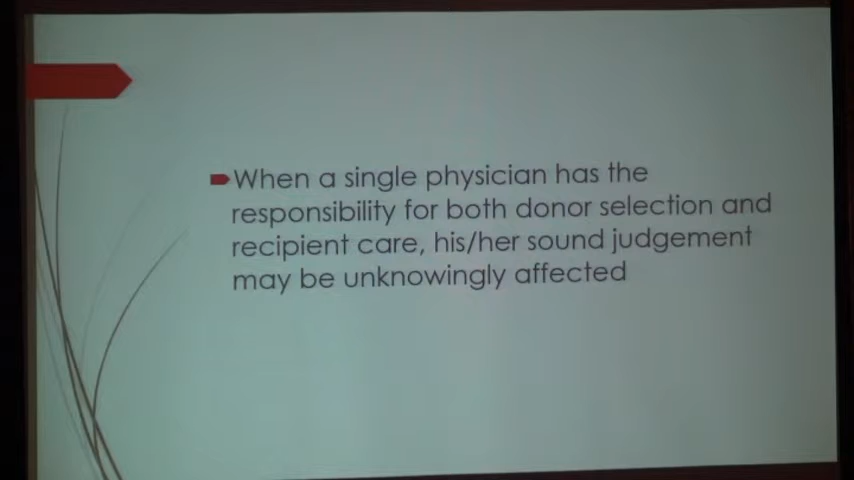 When a single physician has the
responsibility for both donor selection and
recipient care, his/her sound judgement
may be unknowingly affected